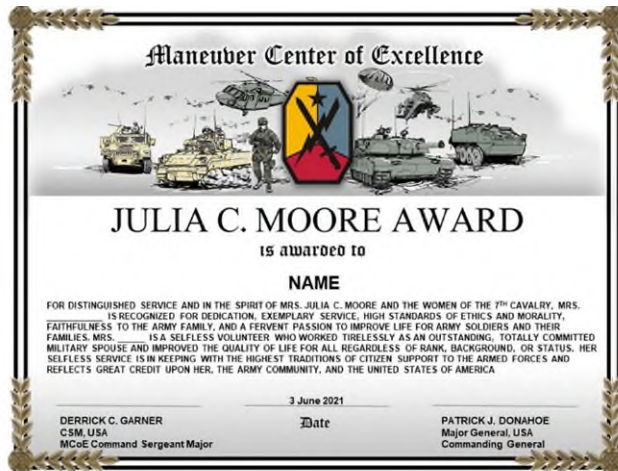 Maneuver Center of Excellence
JULIA C. MOORE AWARD
is awarded to
NAME
FOR DISTINGUISHED SERVICE AND IN THE SPIRIT OF MRS. JULIA C. MOORE AND THE WOMEN OF THE 7TH CAVALRY, MRS.
__________ IS RECOGNIZED FOR DEDICATION, EXEMPLARY SERVICE, HIGH STANDARDS OF ETHICS AND MORALITY,
FAITHFULNESS TO THE ARMY FAMILY, AND A FERVENT PASSION TO IMPROVE LIFE FOR ARMY SOLDIERS AND THEIR
FAMILIES. MRS. _____ IS A SELFLESS VOLUNTEER WHO WORKED TIRELESSLY AS AN OUTSTANDING, TOTALLY COMMITTED
MILITARY SPOUSE AND IMPROVED THE QUALITY OF LIFE FOR ALL REGARDLESS OF RANK, BACKGROUND, OR STATUS. HER
SELFLESS SERVICE IS IN KEEPING WITH THE HIGHEST TRADITIONS OF CITIZEN SUPPORT TO THE ARMED FORCES AND
REFLECTS GREAT CREDIT UPON HER, THE ARMY COMMUNITY, AND THE UNITED STATES OF AMERICA
3 June 2021
DERRICK C. GARNER
CSM, USA
MCoE Command Sergeant Major
Date
PATRICK J. DONAHOE
Major General, USA
Commanding General